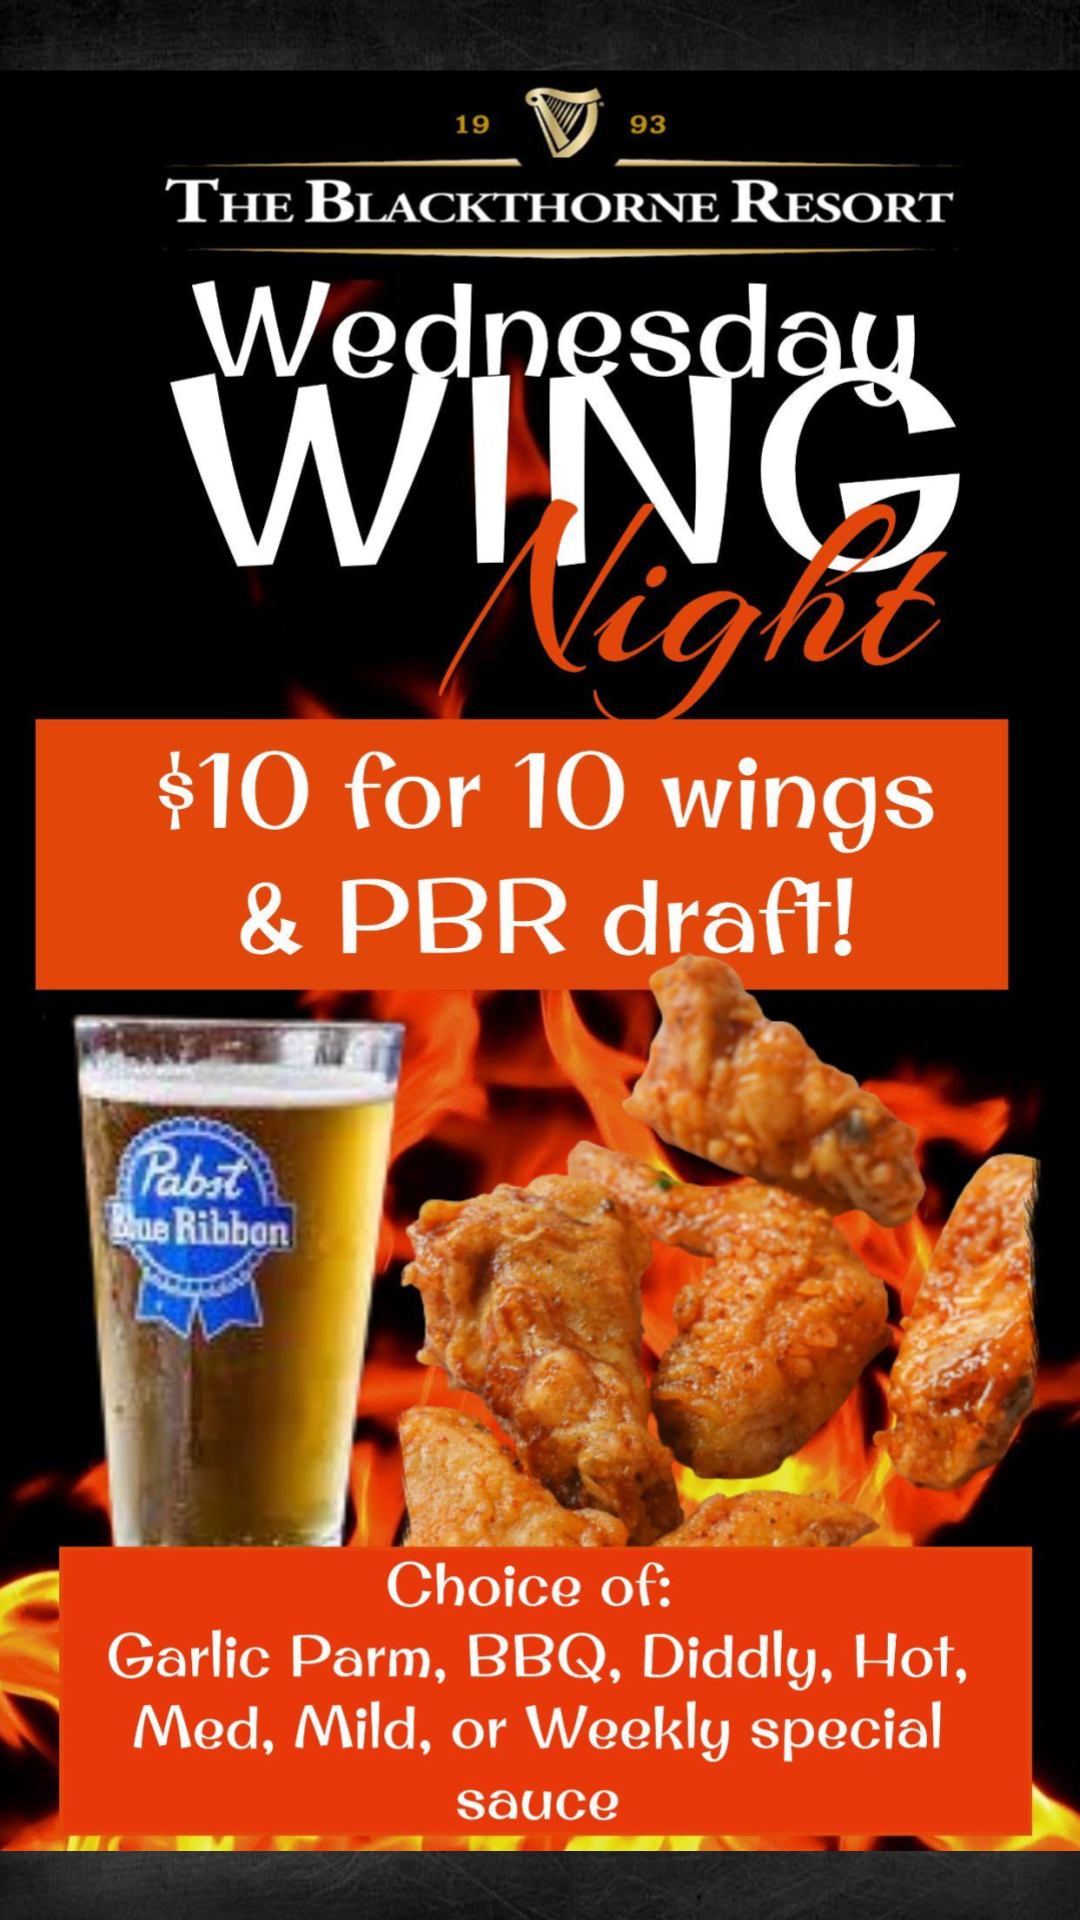 19 93
THE BLACKTHORNE RESORT
Wednesday
WING
Night
$10 for 10 wings
& PBR draft!
Pabst
Blue Ribbon
Choice of:
Garlic Parm, BBQ, Diddly, Hot,
Med, Mild, or Weekly special
sauce